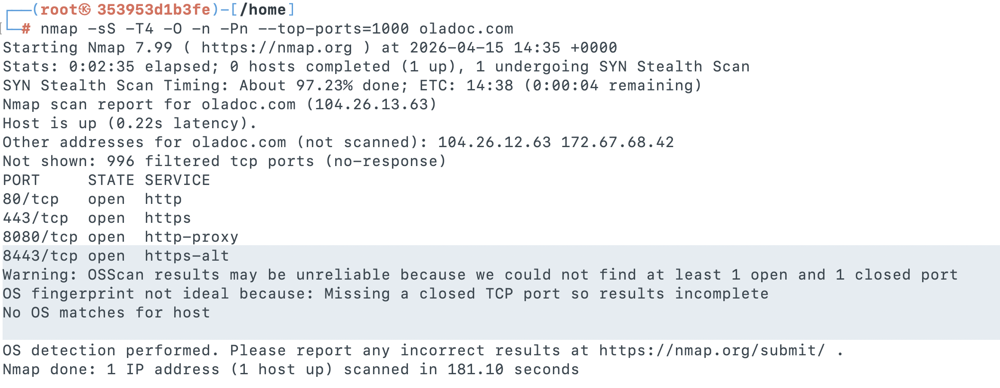 ┌──(root㉿353953d1b3fe)-[/home]
└─# nmap -sS -T4 -O -n -Pn --top-ports=1000 oladoc.com
Starting Nmap 7.99 ( https://nmap.org ) at 2026-04-15 14:35 +0000
Stats: 0:02:35 elapsed; 0 hosts completed (1 up), 1 undergoing SYN Stealth Scan
SYN Stealth Scan Timing: About 97.23% done; ETC: 14:38 (0:00:04 remaining)
Nmap scan report for oladoc.com (104.26.13.63)
Host is up (0.22s latency).
Other addresses for oladoc.com (not scanned): 104.26.12.63 172.67.68.42
Not shown: 996 filtered tcp ports (no-response)
PORT     STATE SERVICE
80/tcp   open  http
443/tcp  open  https
8080/tcp open  http-proxy
8443/tcp open  https-alt
Warning: OSScan results may be unreliable because we could not find at least 1 open and 1 closed port
OS fingerprint not ideal because: Missing a closed TCP port so results incomplete
No OS matches for host
OS detection performed. Please report any incorrect results at https://nmap.org/submit/ .
Nmap done: 1 IP address (1 host up) scanned in 181.10 seconds